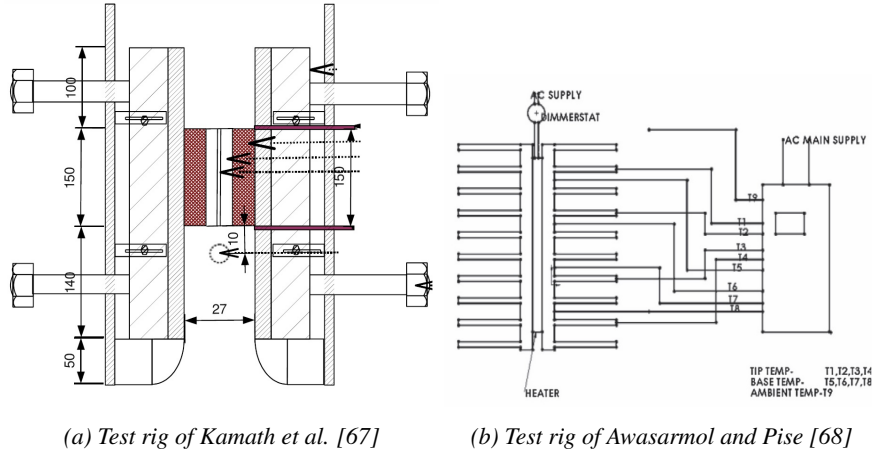 100
150
150
10
140
27
50
AC SUPPLY
DIMMERSTAT
AC MAIN SUPPLY
T9
T1
T2
T3
T4
T5
T6
T7
T8
HEATER
TIP TEMP- T1,T2,T3,T4
BASE TEMP- T5,T6,T7,T8
AMBIENT TEMP-T9
(a) Test rig of Kamath et al. [67]
(b) Test rig of Awasarmol and Pise [68]